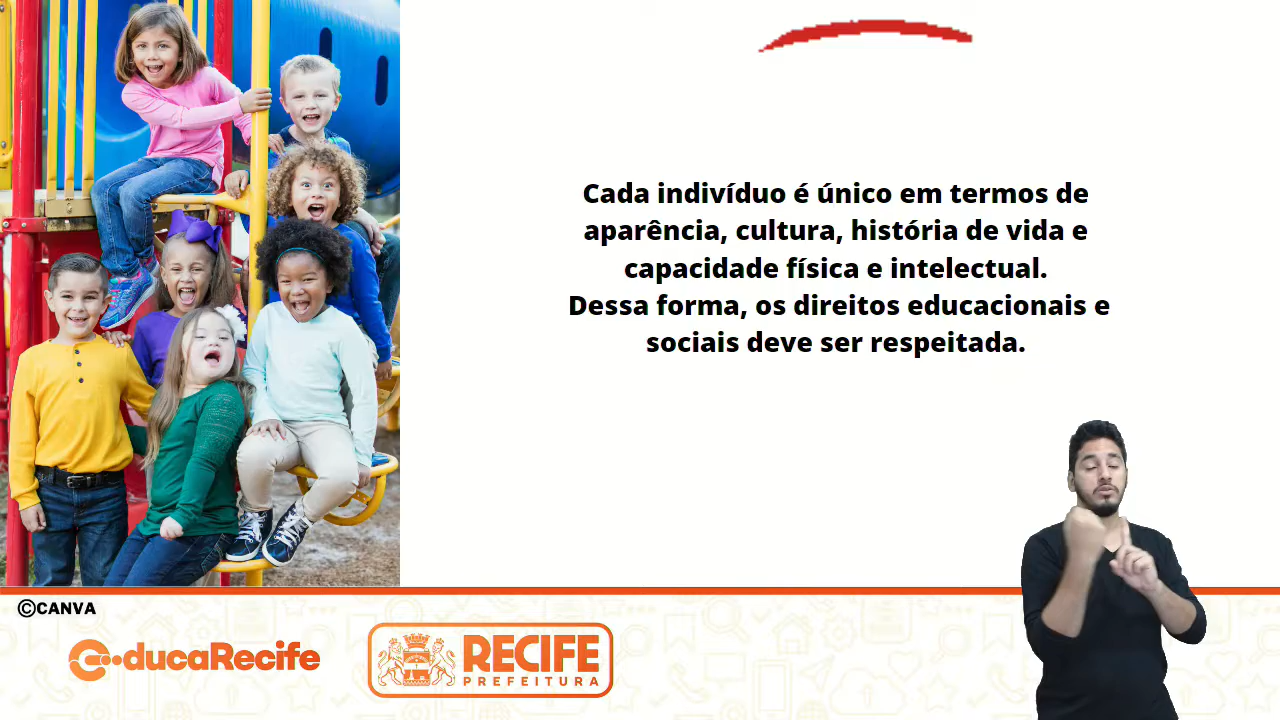 Cada indivíduo é único em termos de
aparência, cultura, história de vida e
capacidade física e intelectual.
Dessa forma, os direitos educacionais e
sociais deve ser respeitada.
©CANVA
ducaRecife
RECIFE
PREFEITURA